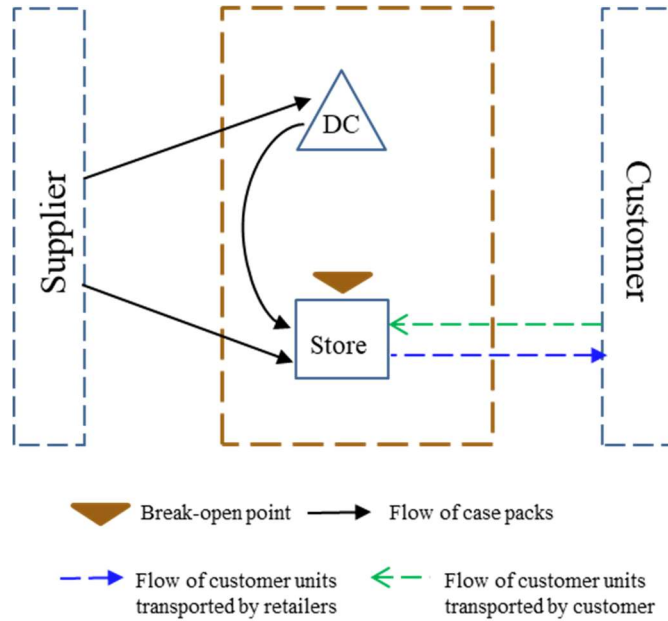 DC
Supplier
Customer
Store
Break-open point
Flow of case packs
Flow of customer units
transported by retailers
Flow of customer units
transported by customer